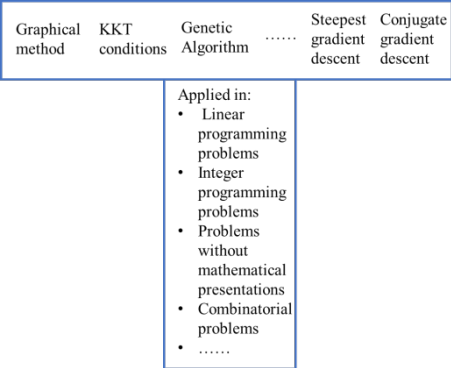 Graphical
method
KKT
conditions
Genetic
Algorithm
……
Steepest
gradient
descent
Conjugate
gradient
descent
Applied in:
• Linear
programming
problems
• Integer
programming
problems
• Problems
without
mathematical
presentations
• Combinatorial
problems
• ……